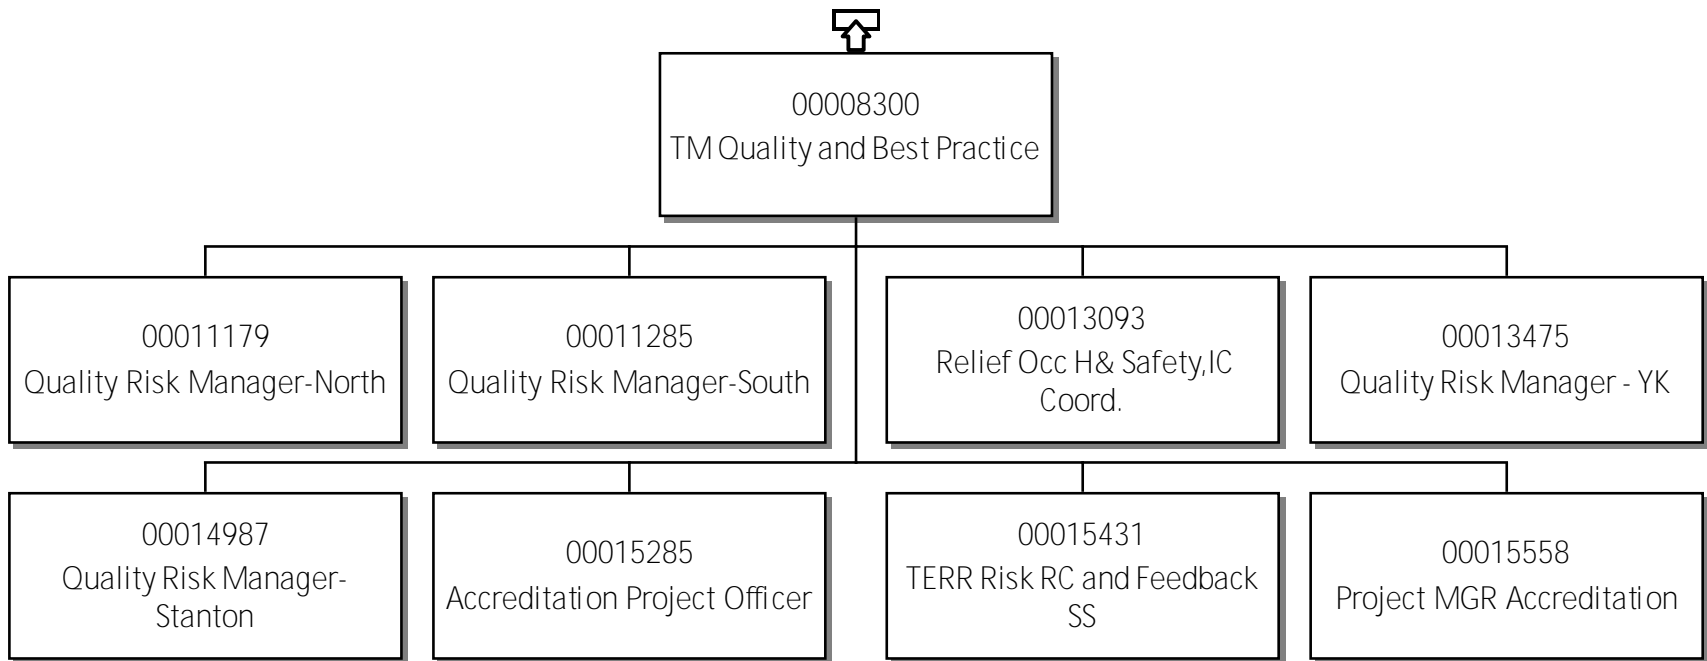 00008300
TM Quality and Best Practice
00011179
Quality Risk Manager-North
00011285
Quality Risk Manager-South
00013093
Relief Occ H& Safety,IC
Coord.
00013475
Quality Risk Manager - YK
00014987
Quality Risk Manager-
Stanton
00015285
Accreditation Project Officer
00015431
TERR Risk RC and Feedback
SS
00015558
Project MGR Accreditation